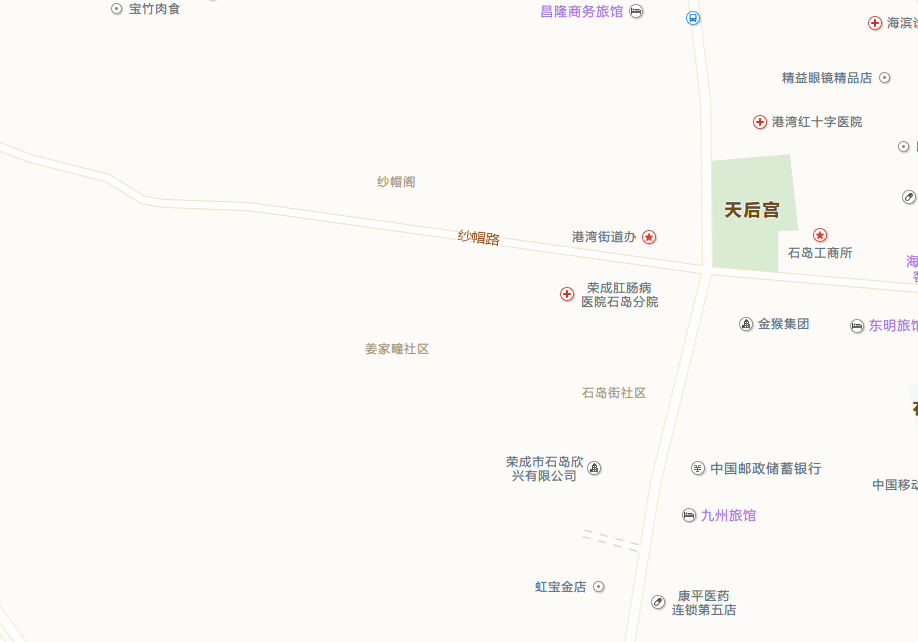 宝竹肉食
昌隆商务旅馆
海滨
精益眼镜精品店
港湾红十字医院
纱帽阁
天后宫
纱帽路
港湾街道办
石岛工商所
海
客
荣成肛肠病
医院石岛分院
金猴集团
东明旅馆
姜家疃社区
石岛街社区
荣成市石岛欣
兴有限公司
中国邮政储蓄银行
中国移动
九州旅馆
虹宝金店
康平医药
连锁第五店